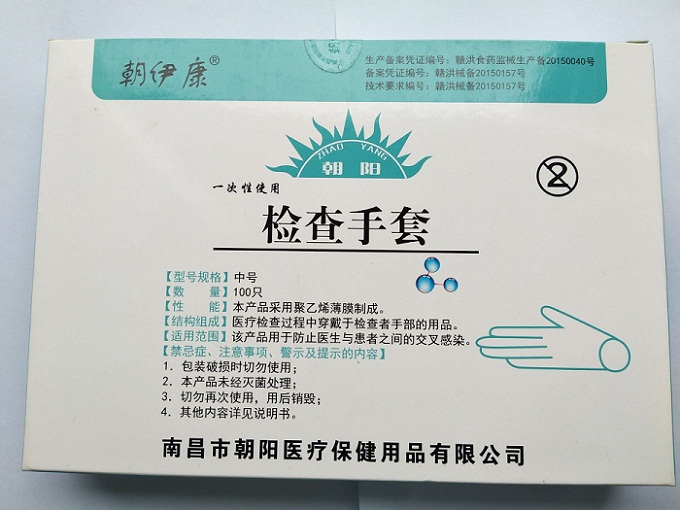 朝伊康®
生产备案凭证编号：赣洪食药监械生产备20150040号
备案凭证编号：赣洪械备20150157号
技术要求编号：赣洪械备20150157号
ZHAO YANG
朝阳
一次性使用
2
检查手套
【型号规格】中号
【数 量】100只
【性 能】本产品采用聚乙烯薄膜制成。
【结构组成】医疗检查过程中穿戴于检查者手部的用品。
【适用范围】该产品用于防止医生与患者之间的交叉感染。
【禁忌症、注意事项、警示及提示的内容】
1．包装破损时切勿使用；
2．本产品未经灭菌处理；
3．切勿再次使用，用后销毁；
4．其他内容详见说明书。
南昌市朝阳医疗保健用品有限公司